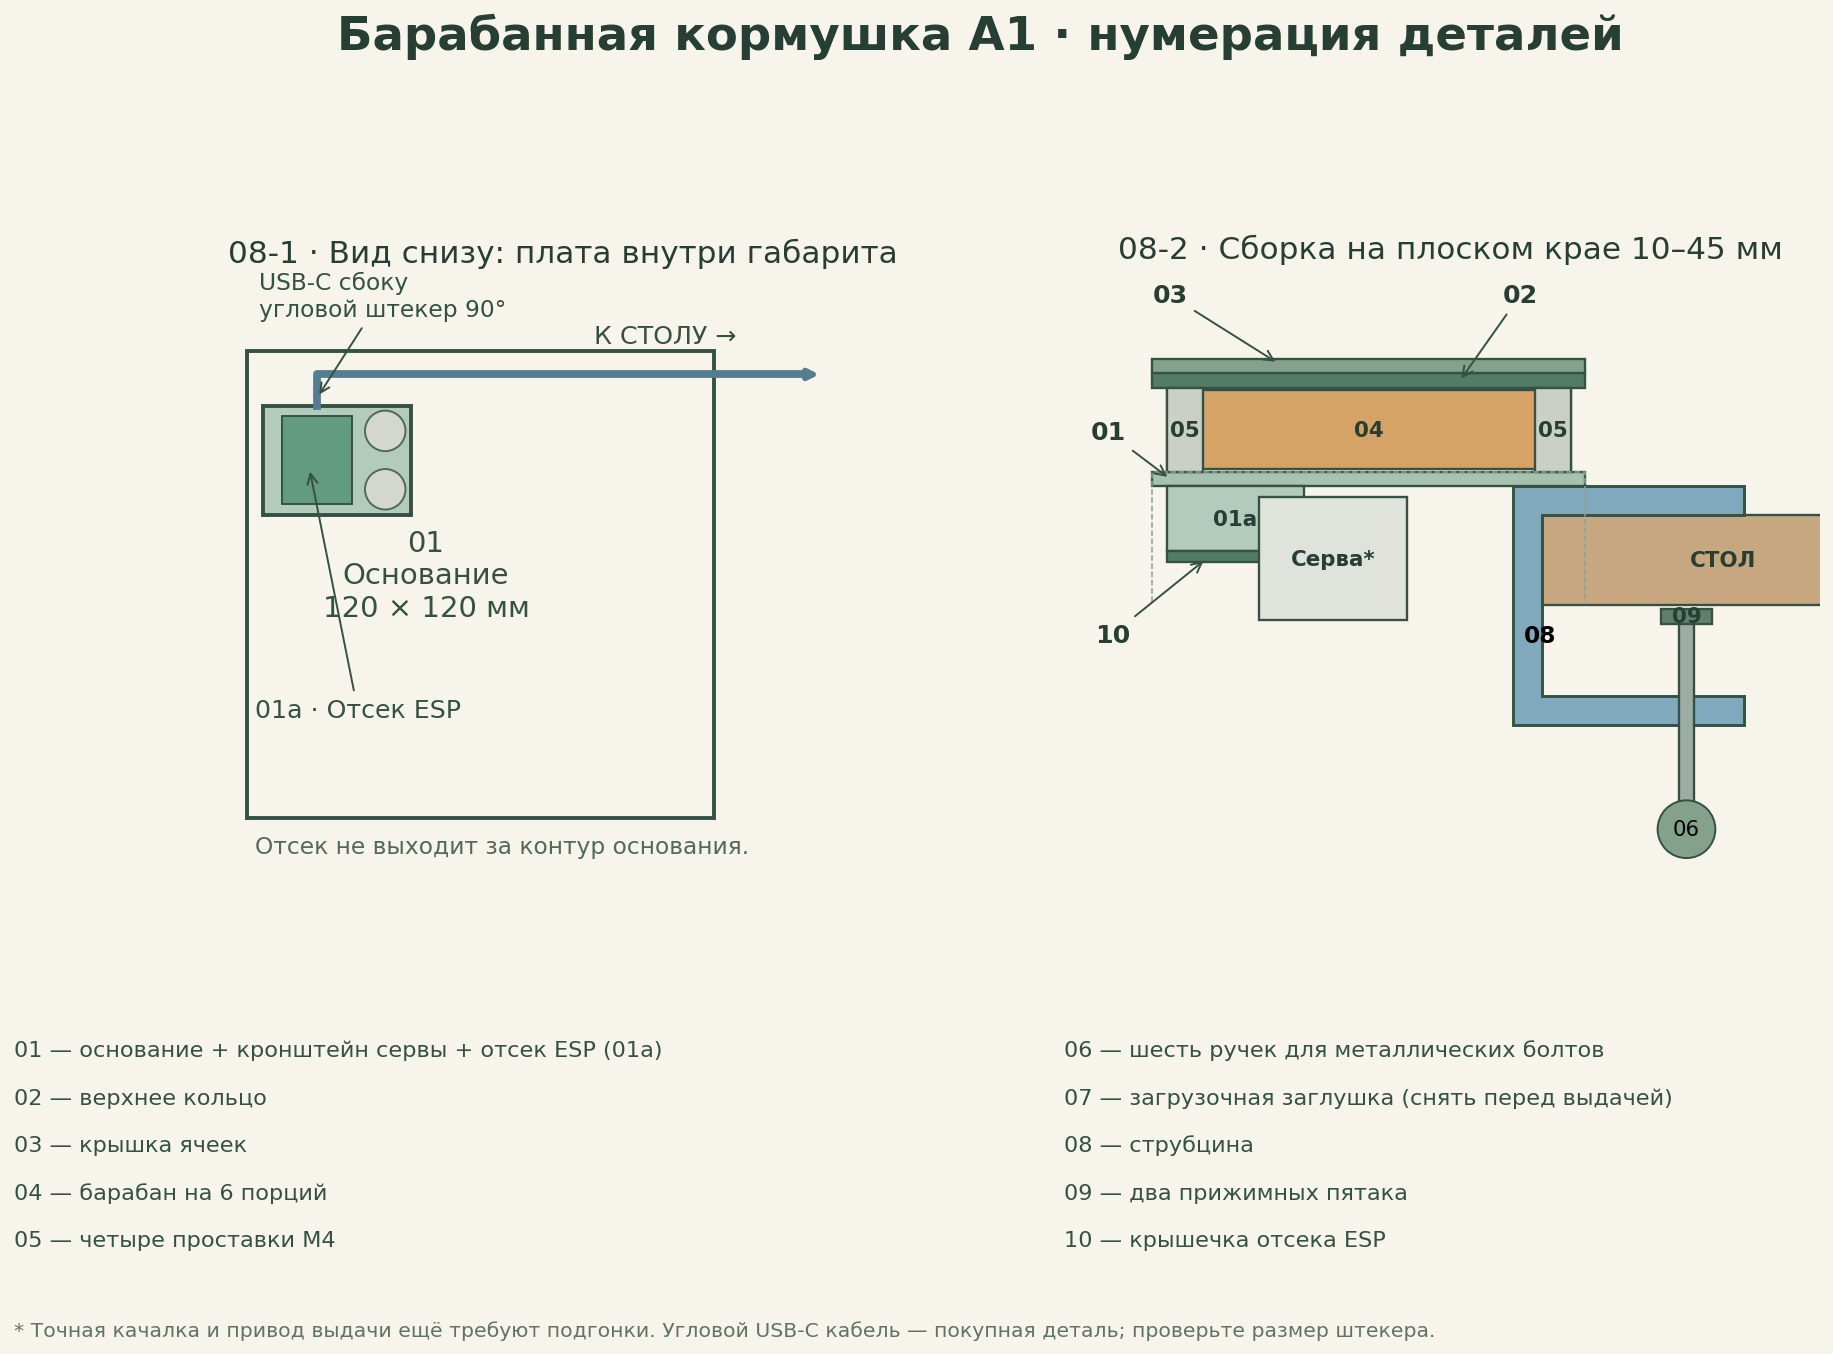 Барабанная кормушка А1 · нумерация деталей
08-1 · Вид снизу: плата внутри габарита
USB-C сбоку
угловой штекер 90°
К СТОЛУ →
01
Основание
120 × 120 мм
01а · Отсек ESP
Отсек не выходит за контур основания.
08-2 · Сборка на плоском крае 10–45 мм
03
02
01
05
04
05
01а
Серва*
СТОЛ
09
08
10
06
01 — основание + кронштейн сервы + отсек ESP (01а)
02 — верхнее кольцо
03 — крышка ячеек
04 — барабан на 6 порций
05 — четыре проставки М4
06 — шесть ручек для металлических болтов
07 — загрузочная заглушка (снять перед выдачей)
08 — струбцина
09 — два прижимных пятака
10 — крышечка отсека ESP
* Точная качалка и привод выдачи ещё требуют подгонки. Угловой USB-C кабель — покупная деталь; проверьте размер штекера.